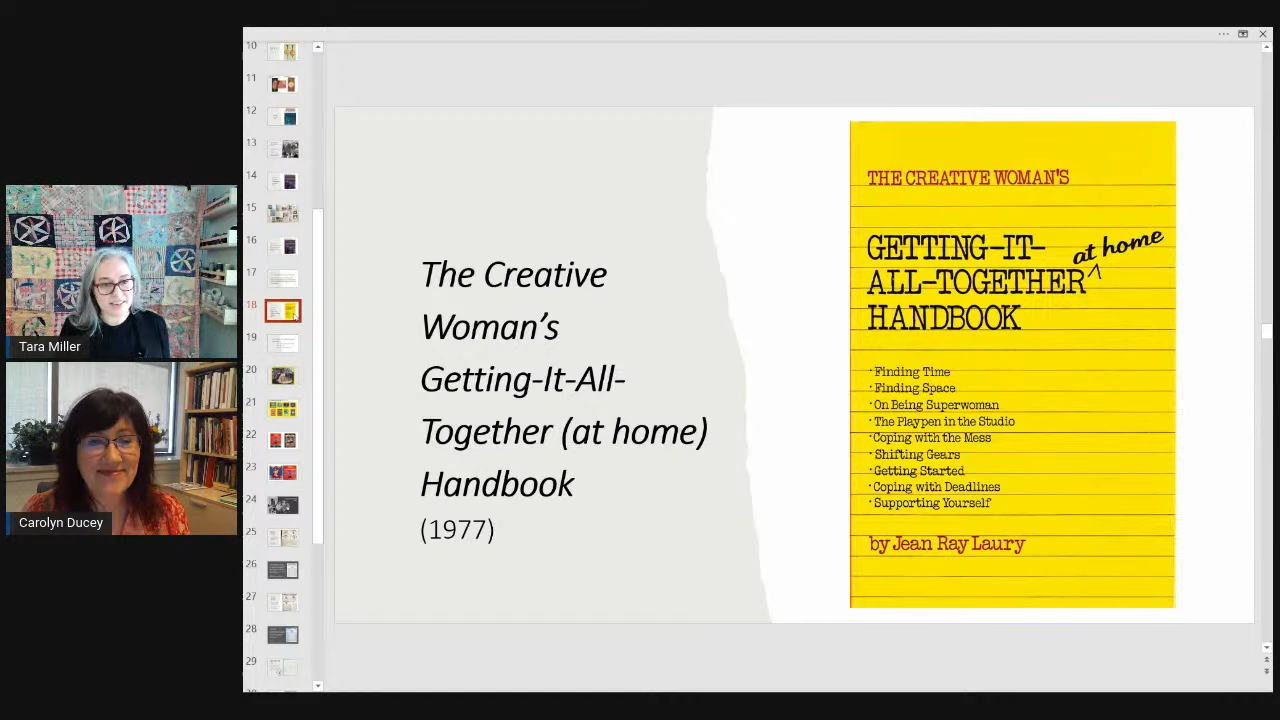 10
11
12
13
14
15
16
17
18
19
20
21
22
23
24
25
26
27
28
29
Tara Miller
Carolyn Ducey
The Creative
Woman’s
Getting-It-All-
Together (at home)
Handbook
(1977)
THE CREATIVE WOMAN'S
GETTING-IT- at home
ALL-TOGETHER
HANDBOOK
· Finding Time
· Finding Space
· On Being Superwoman
· The Playpen in the Studio
· Coping with the Mess
· Shifting Gears
· Getting Started
· Coping with Deadlines
· Supporting Yourself
by Jean Ray Laury